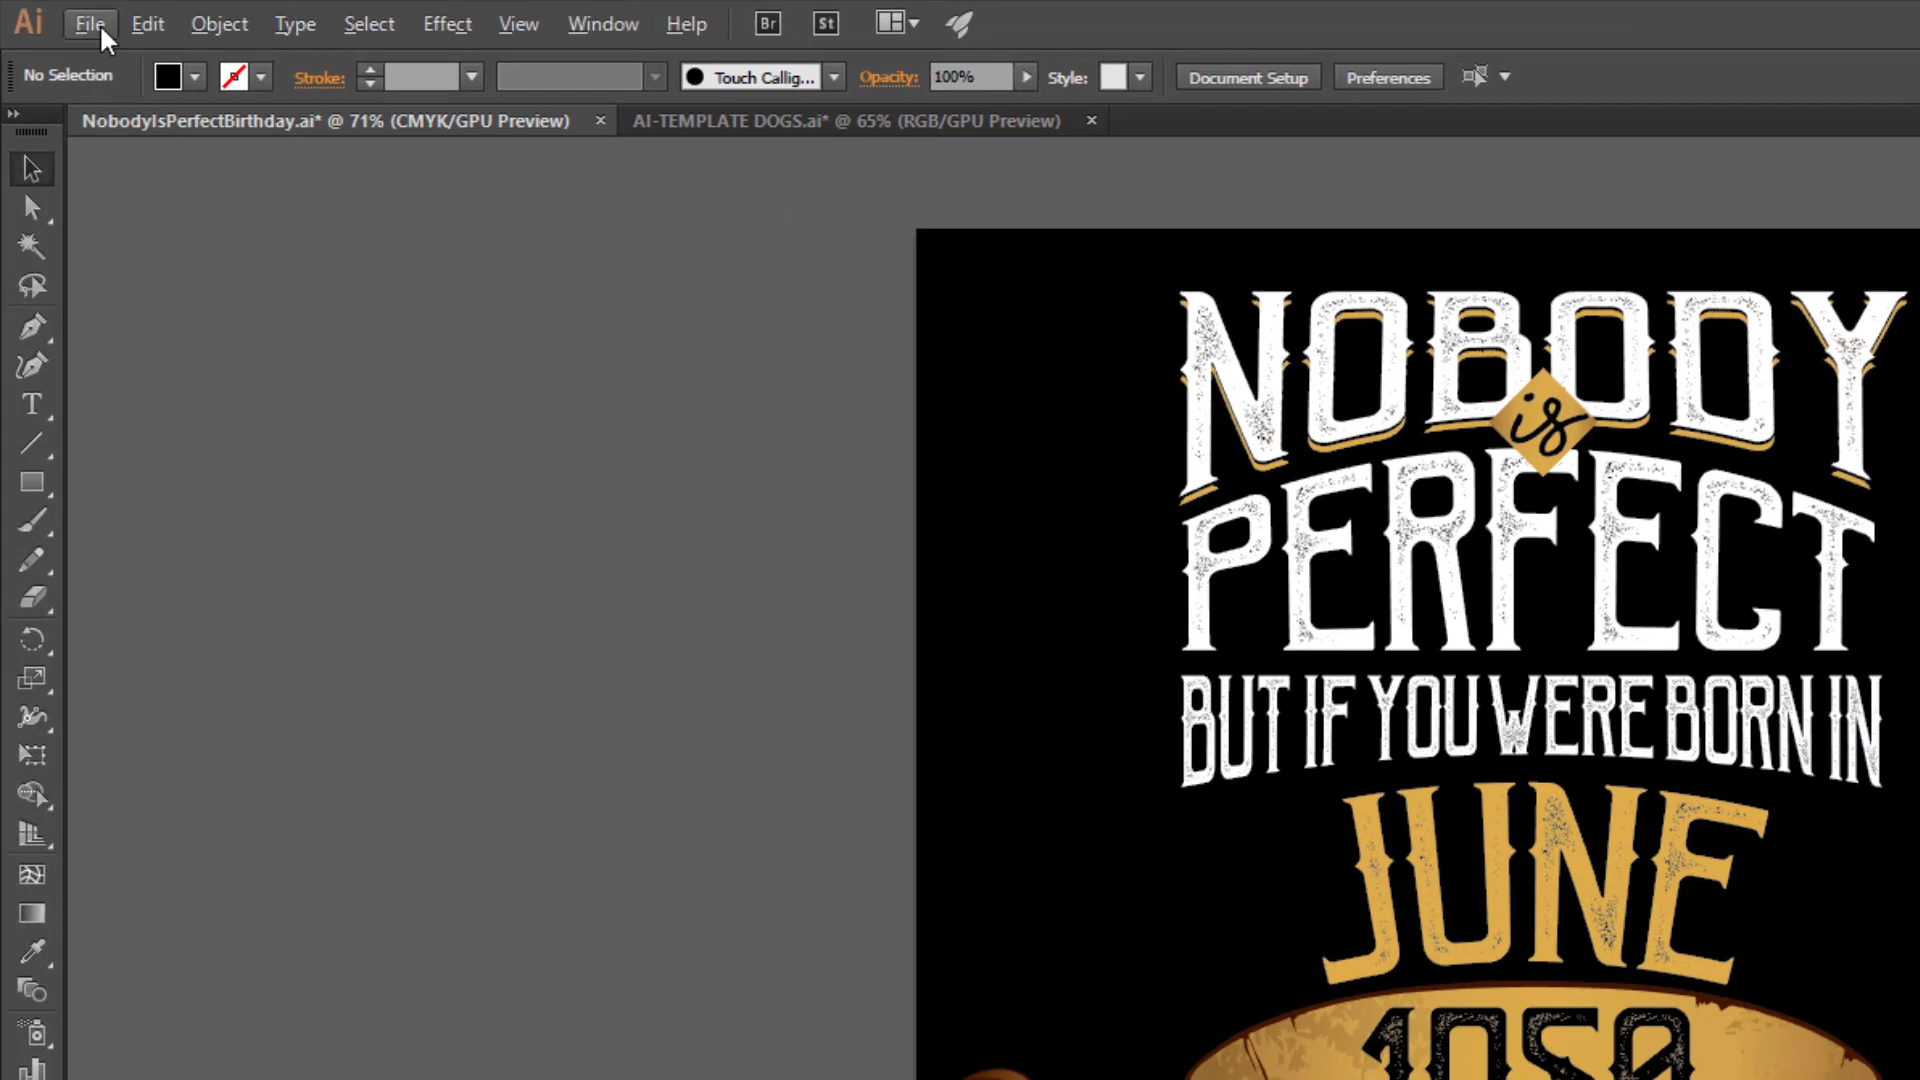 Ai File Edit Object Type Select Effect View Window Help Br St
No Selection Stroke: Touch Callig... Opacity: 100% Style: Document Setup Preferences
NobodyIsPerfectBirthday.ai* @ 71% (CMYK/GPU Preview) × AI-TEMPLATE DOGS.ai* @ 65% (RGB/GPU Preview) ×
NOBODY
is
PERFECT
BUT IF YOU WERE BORN IN
JUNE